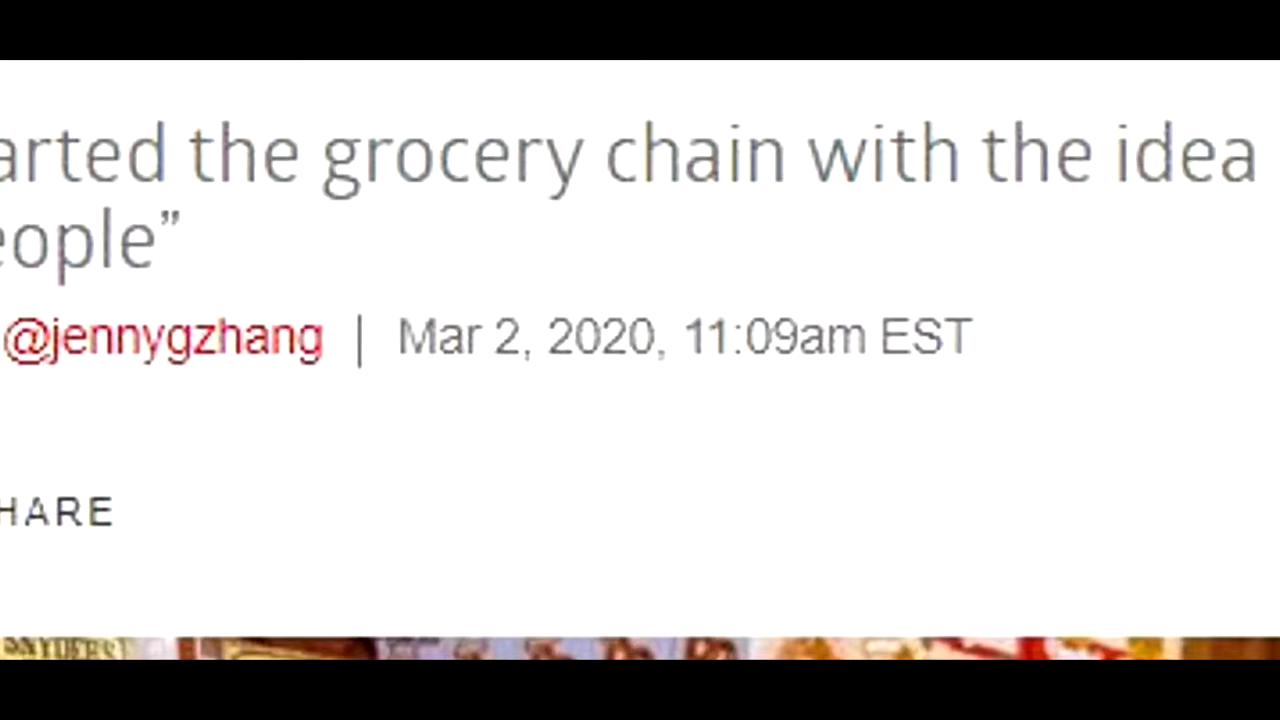 arted the grocery chain with the idea
eople”
@jennygzhang | Mar 2, 2020, 11:09am EST
HARE